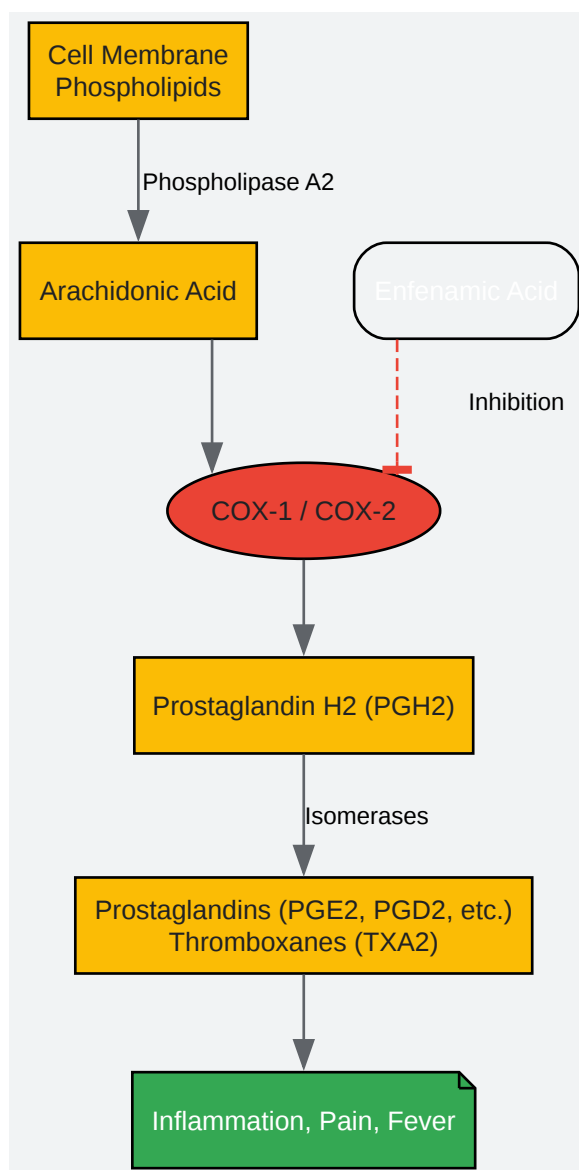 Cell Membrane
Phospholipids
Phospholipase A2
Arachidonic Acid
Enfenamic Acid
Inhibition
COX-1 / COX-2
Prostaglandin H2 (PGH2)
Isomerases
Prostaglandins (PGE2, PGD2, etc.)
Thromboxanes (TXA2)
Inflammation, Pain, Fever